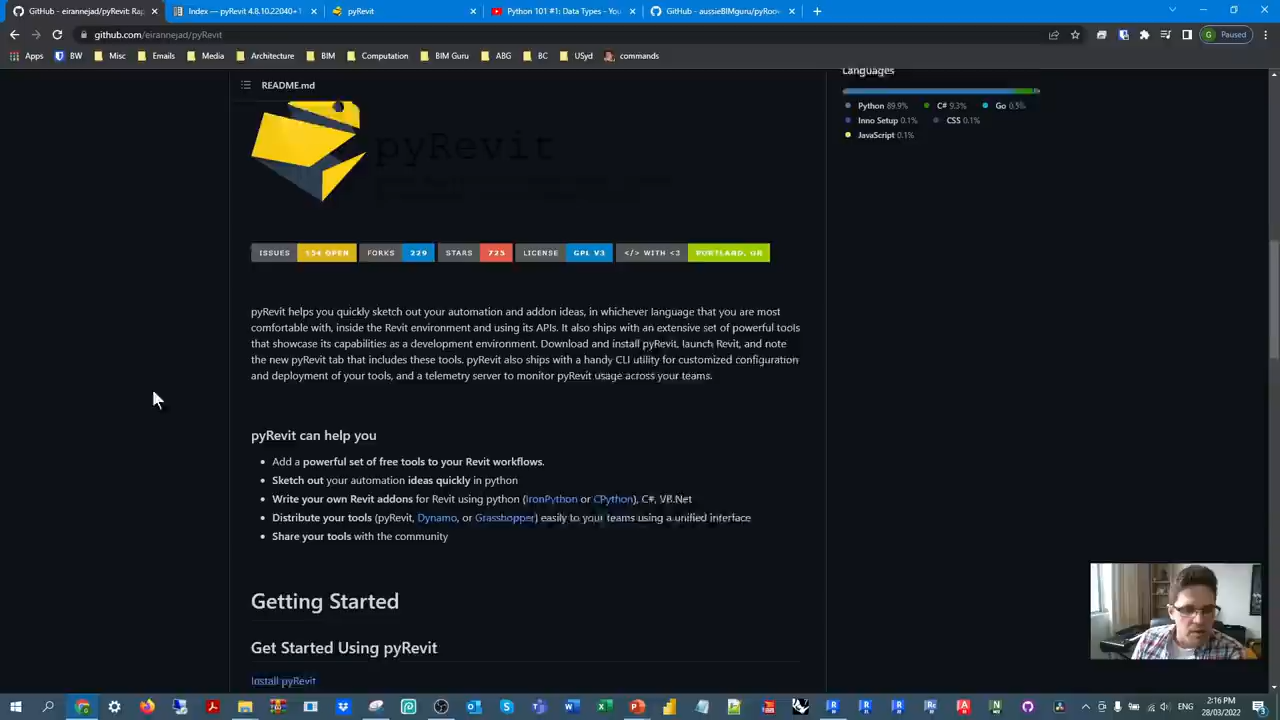 GitHub - eirannejad/pyRevit: Rap
Index — pyRevit 4.8.10.22040+1
pyRevit
Python 101 #1: Data Types - You
GitHub - aussieBIMguru/pyRo
github.com/eirannejad/pyRevit
Paused
Apps
BW
Misc
Emails
Media
Architecture
BIM
Computation
BIM Guru
ABG
BC
USyd
commands
README.md
Languages
Python 89.9%
C# 9.3%
Go 0.5%
Inno Setup 0.1%
CSS 0.1%
JavaScript 0.1%
pyRevit
ISSUES 154 OPEN FORKS 229 STARS 725 LICENSE GPL V3 </> WITH <3 PORTLAND, OR
pyRevit helps you quickly sketch out your automation and addon ideas, in whichever language that you are most
comfortable with, inside the Revit environment and using its APIs. It also ships with an extensive set of powerful tools
that showcase its capabilities as a development environment. Download and install pyRevit, launch Revit, and note
the new pyRevit tab that includes these tools. pyRevit also ships with a handy CLI utility for customized configuration
and deployment of your tools, and a telemetry server to monitor pyRevit usage across your teams.
pyRevit can help you
Add a powerful set of free tools to your Revit workflows.
Sketch out your automation ideas quickly in python
Write your own Revit addons for Revit using python (IronPython or CPython), C#, VB.Net
Distribute your tools (pyRevit, Dynamo, or Grasshopper) easily to your teams using a unified interface
Share your tools with the community
Getting Started
Get Started Using pyRevit
Install pyRevit
ENG
2:16 PM
28/03/2022